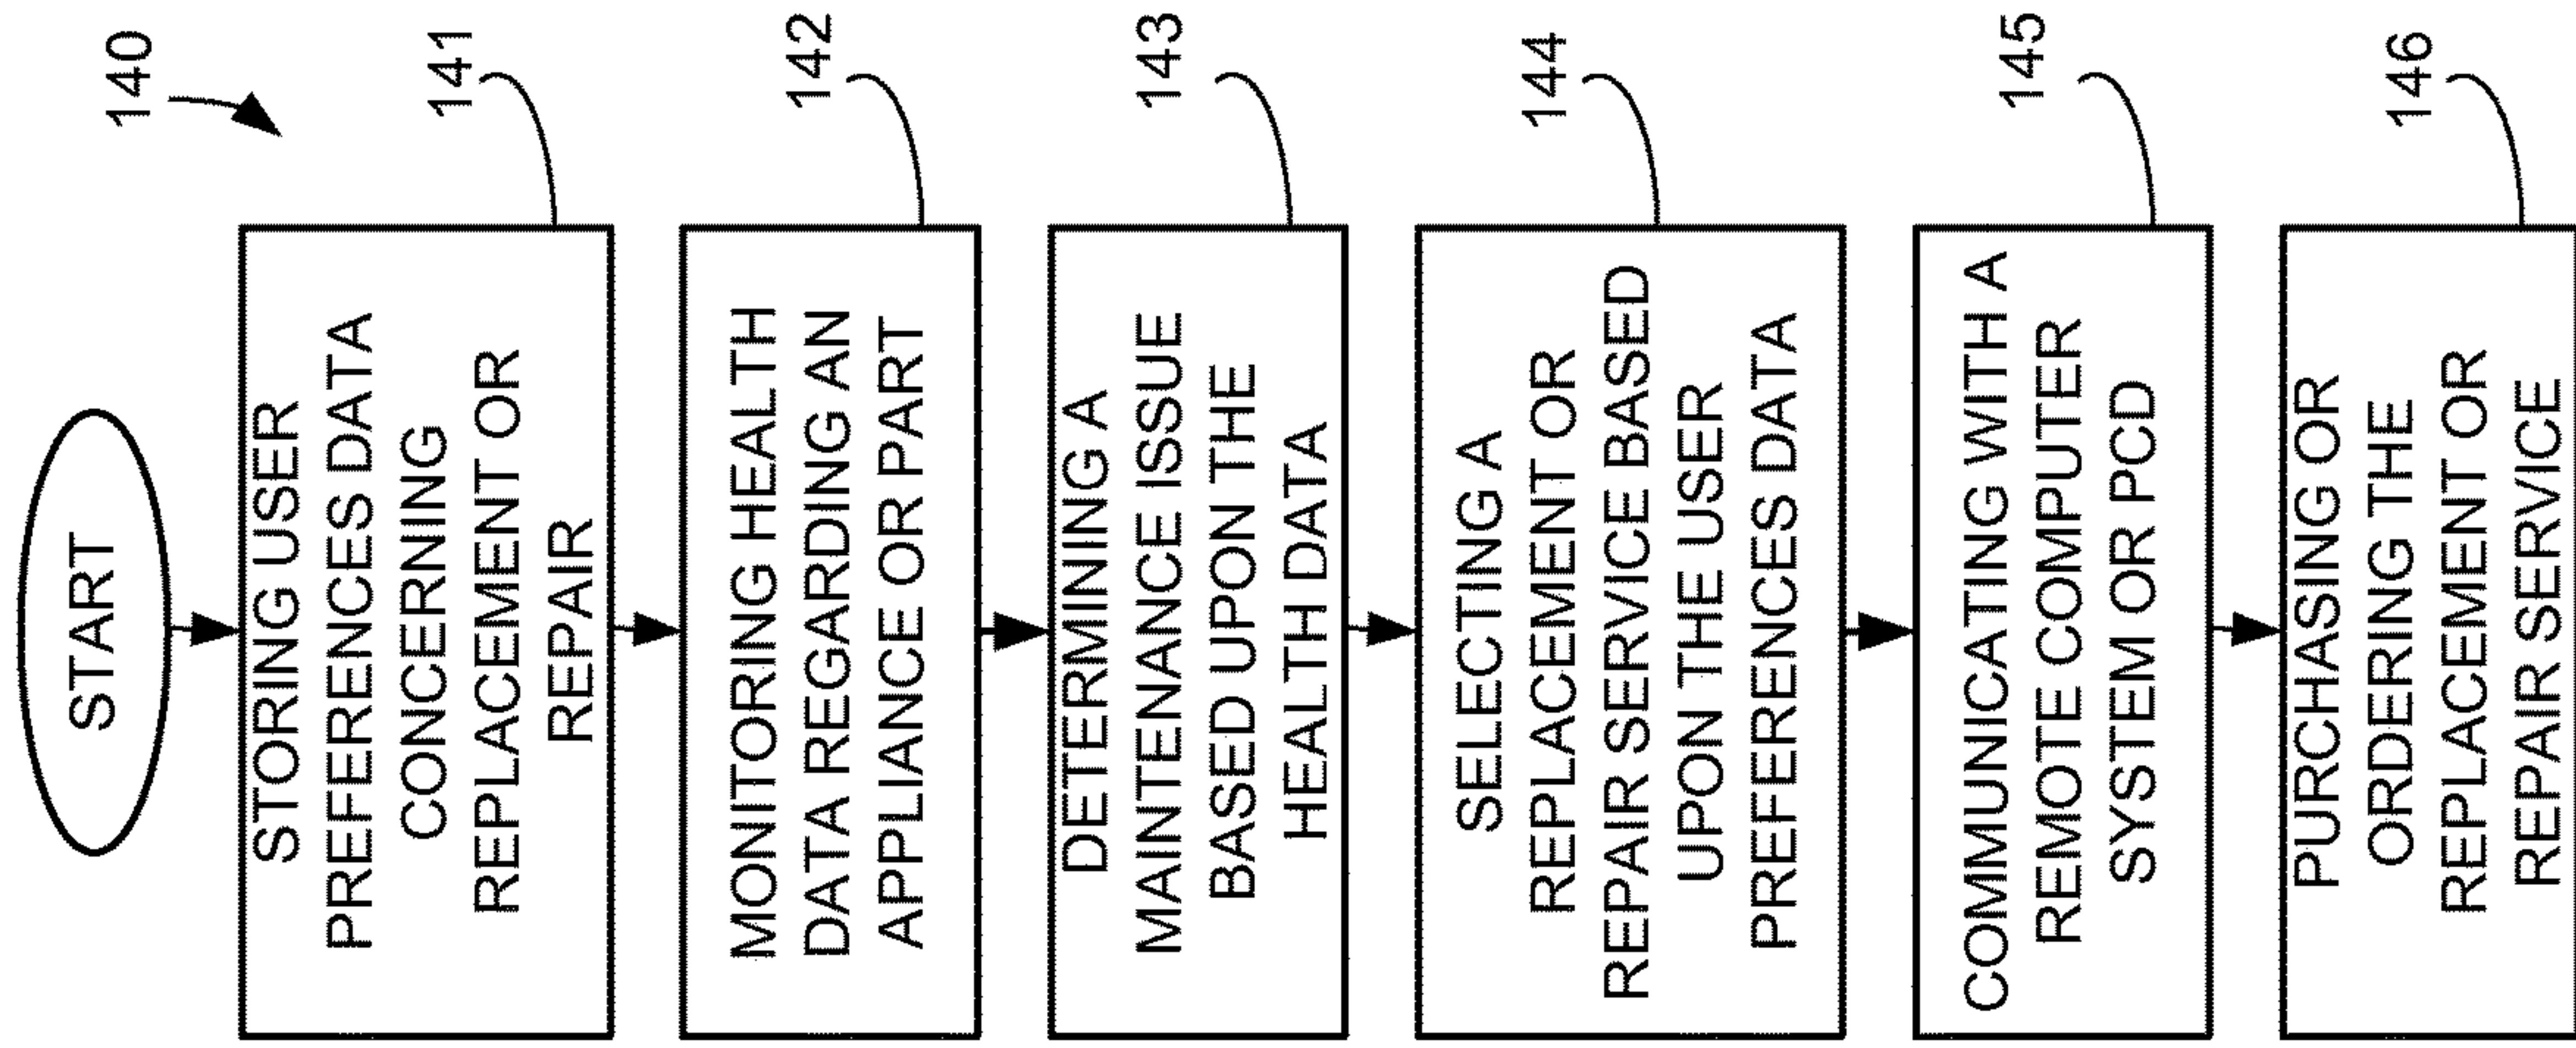 140
START
STORING USER
PREFERENCES DATA
CONCERNING
REPLACEMENT OR
REPAIR
141
MONITORING HEALTH
DATA REGARDING AN
APPLIANCE OR PART
142
DETERMINING A
MAINTENANCE ISSUE
BASED UPON THE
HEALTH DATA
143
SELECTING A
REPLACEMENT OR
REPAIR SERVICE BASED
UPON THE USER
PREFERENCES DATA
144
COMMUNICATING WITH A
REMOTE COMPUTER
SYSTEM OR PCD
145
PURCHASING OR
ORDERING THE
REPLACEMENT OR
REPAIR SERVICE
146